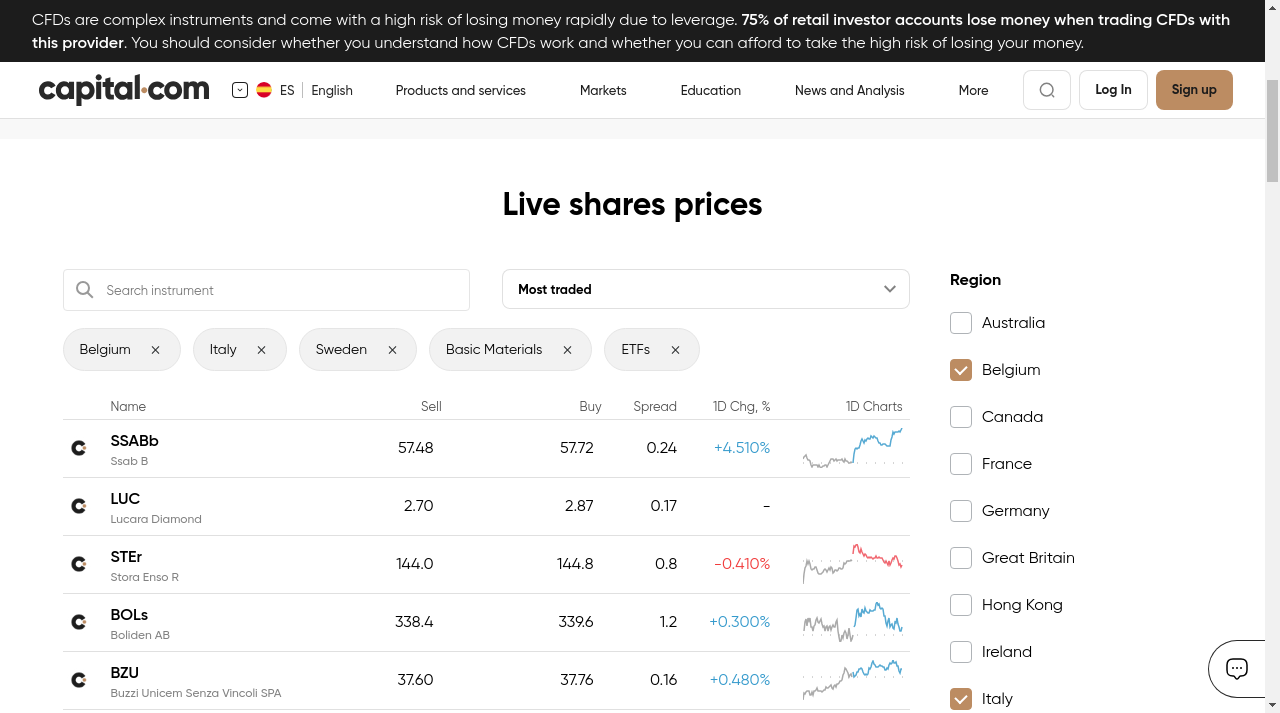 CFDs are complex instruments and come with a high risk of losing money rapidly due to leverage. 75% of retail investor accounts lose money when trading CFDs with
this provider. You should consider whether you understand how CFDs work and whether you can afford to take the high risk of losing your money.
capital.com
ES English
Products and services
Markets
Education
News and Analysis
More
Log In
Sign up
Live shares prices
Search instrument
Most traded
Belgium
Italy
Sweden
Basic Materials
ETFs
Name Sell Buy Spread 1D Chg, % 1D Charts
SSABb 57.48 57.72 0.24 +4.510%
Ssab B
LUC 2.70 2.87 0.17 -
Lucara Diamond
STEr 144.0 144.8 0.8 -0.410%
Stora Enso R
BOLs 338.4 339.6 1.2 +0.300%
Boliden AB
BZU 37.60 37.76 0.16 +0.480%
Buzzi Unicem Senza Vincoli SPA
Region
Australia
Belgium
Canada
France
Germany
Great Britain
Hong Kong
Ireland
Italy